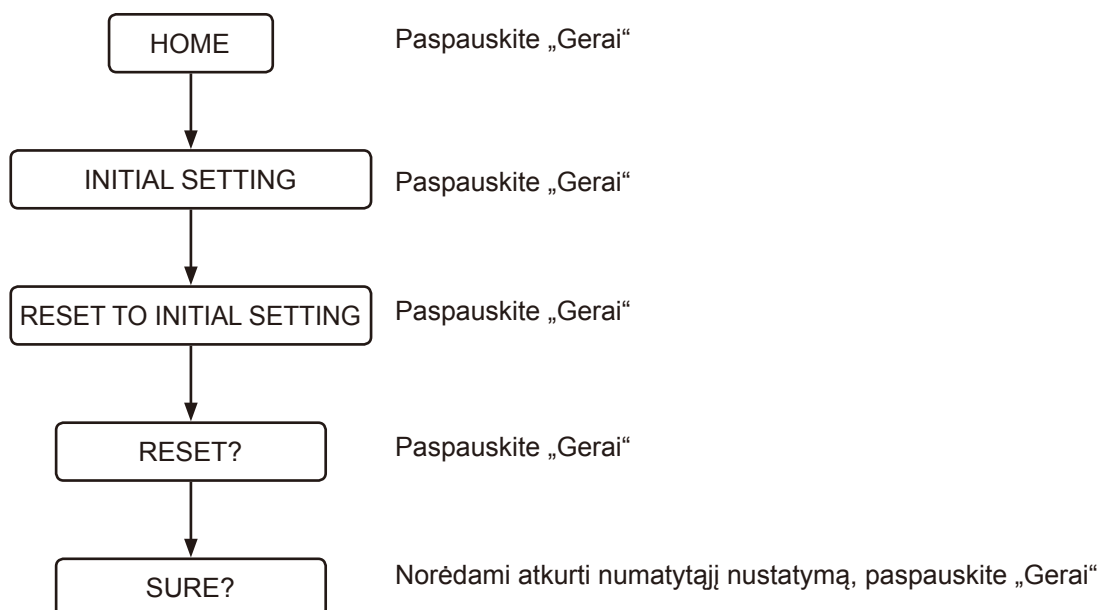 HOME Paspauskite „Gerai“
INITIAL SETTING Paspauskite „Gerai“
RESET TO INITIAL SETTING Paspauskite „Gerai“
RESET? Paspauskite „Gerai“
SURE? Norėdami atkurti numatytąjį nustatymą, paspauskite „Gerai“